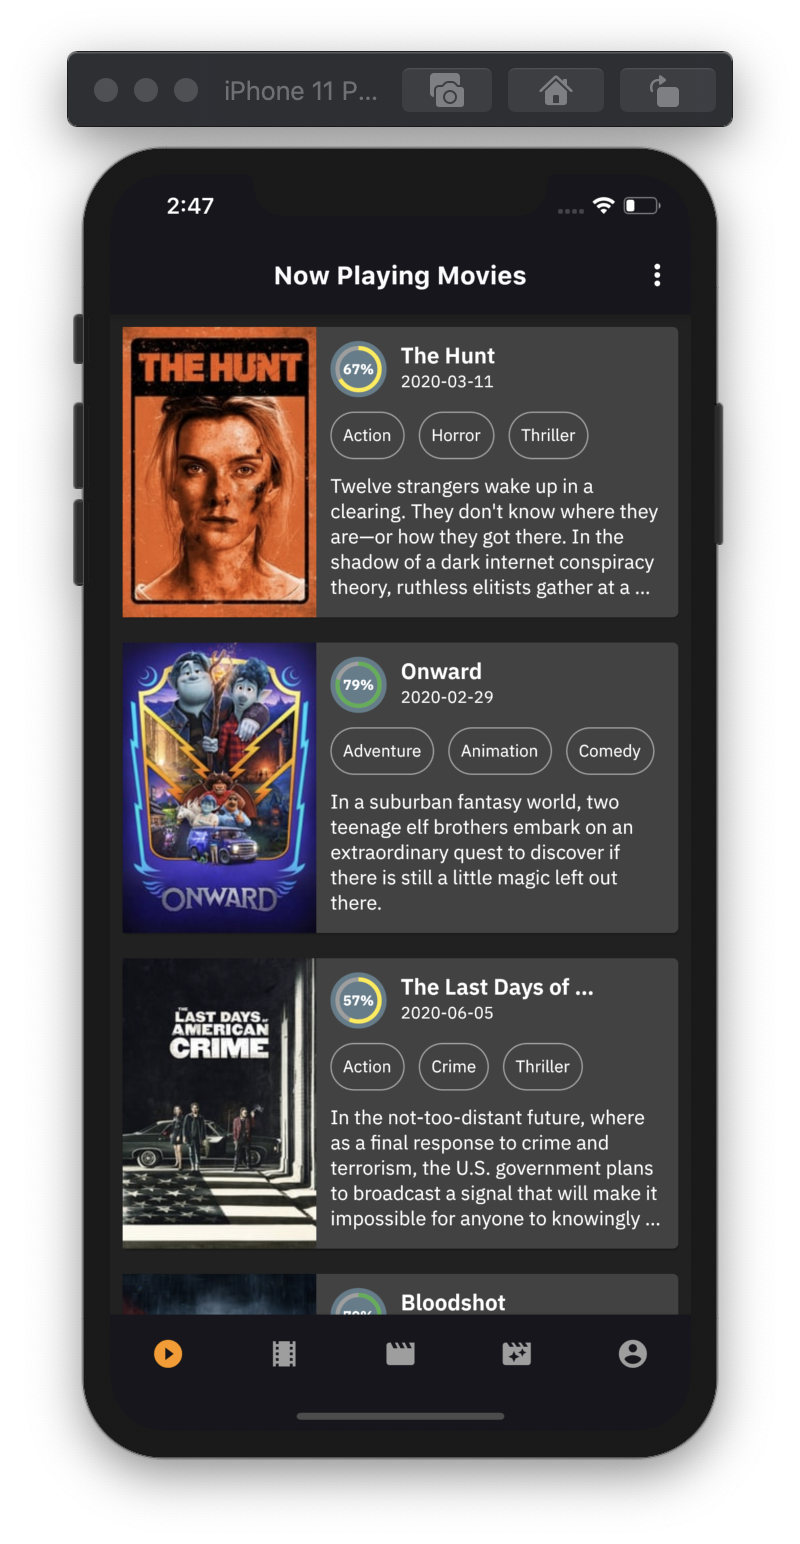 iPhone 11 P...
2:47
Now Playing Movies
THE HUNT
67%
The Hunt
2020-03-11
Action Horror Thriller
Twelve strangers wake up in a
clearing. They don't know where they
are—or how they got there. In the
shadow of a dark internet conspiracy
theory, ruthless elitists gather at a ...
ONWARD
79%
Onward
2020-02-29
Adventure Animation Comedy
In a suburban fantasy world, two
teenage elf brothers embark on an
extraordinary quest to discover if
there is still a little magic left out
there.
THE
LAST DAYS OF
AMERICAN
CRIME
57%
The Last Days of ...
2020-06-05
Action Crime Thriller
In the not-too-distant future, where
as a final response to crime and
terrorism, the U.S. government plans
to broadcast a signal that will make it
impossible for anyone to knowingly ...
Bloodshot